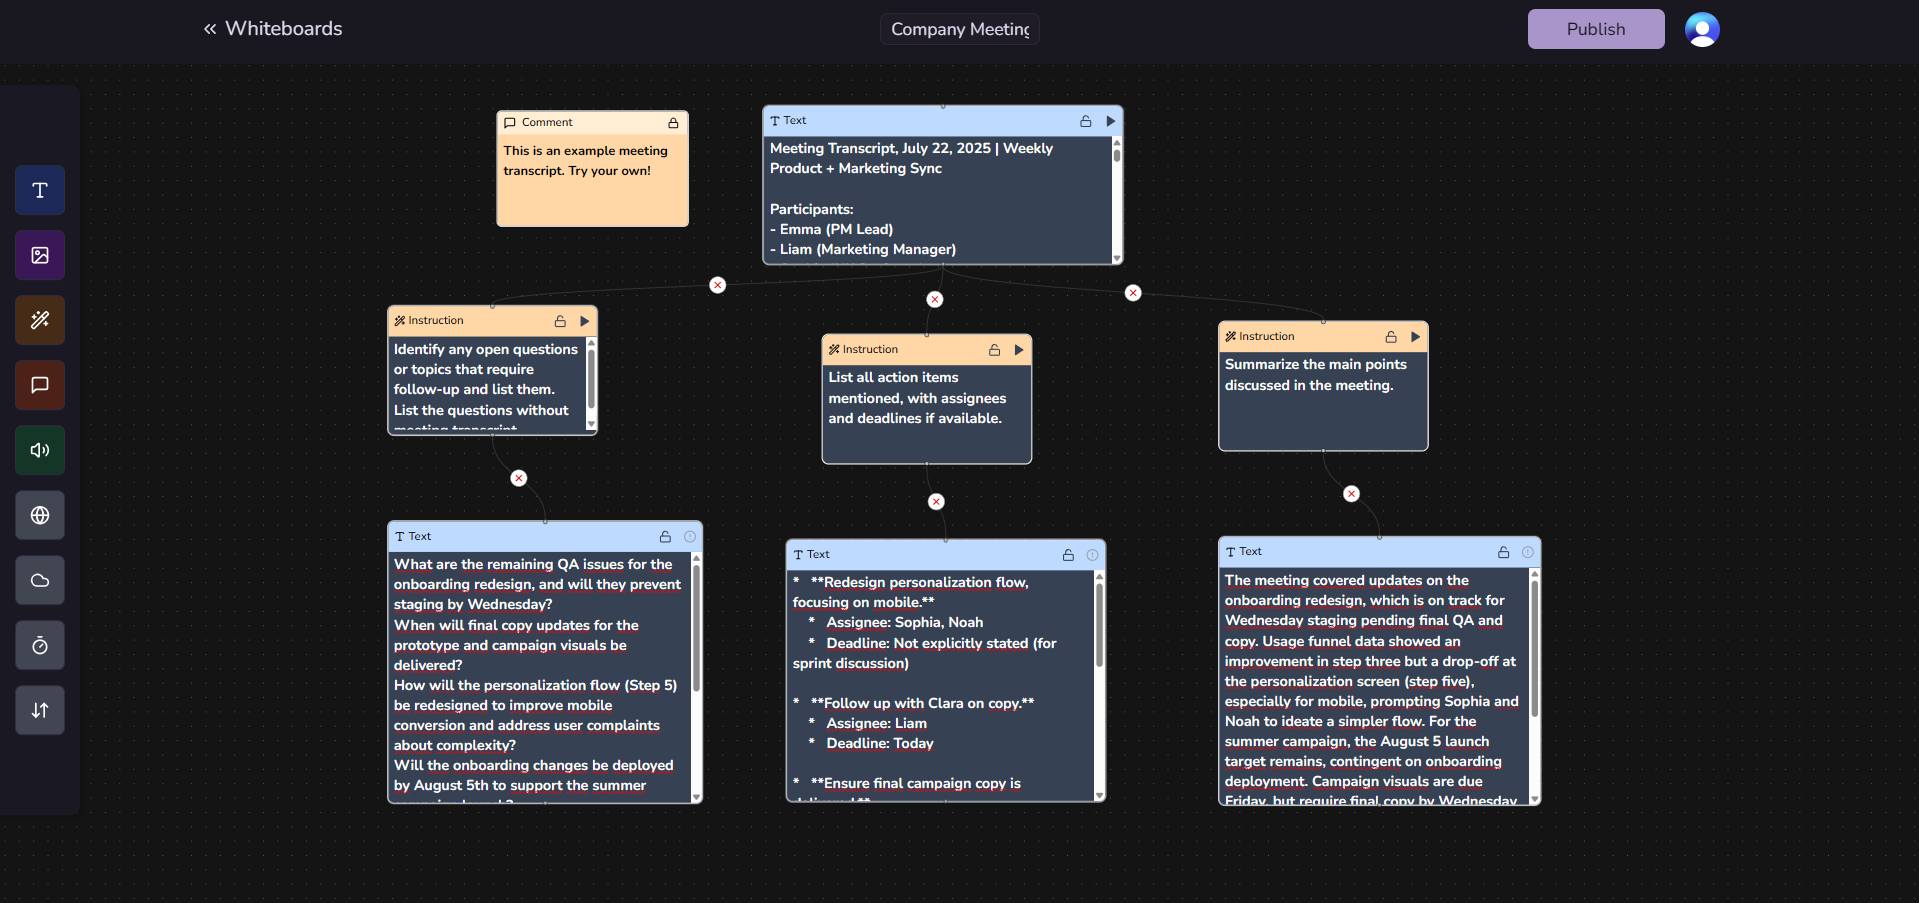 Whiteboards
Company Meeting
Publish
Comment
This is an example meeting
transcript. Try your own!
Text
Meeting Transcript, July 22, 2025 | Weekly
Product + Marketing Sync
Participants:
- Emma (PM Lead)
- Liam (Marketing Manager)
Instruction
Identify any open questions
or topics that require
follow-up and list them.
List the questions without
meeting transcript
Instruction
List all action items
mentioned, with assignees
and deadlines if available.
Instruction
Summarize the main points
discussed in the meeting.
Text
What are the remaining QA issues for the
onboarding redesign, and will they prevent
staging by Wednesday?
When will final copy updates for the
prototype and campaign visuals be
delivered?
How will the personalization flow (Step 5)
be redesigned to improve mobile
conversion and address user complaints
about complexity?
Will the onboarding changes be deployed
by August 5th to support the summer
Text
*   **Redesign personalization flow,
focusing on mobile.**
*   Assignee: Sophia, Noah
*   Deadline: Not explicitly stated (for
sprint discussion)
*   **Follow up with Clara on copy.**
*   Assignee: Liam
*   Deadline: Today
*   **Ensure final campaign copy is
Text
The meeting covered updates on the
onboarding redesign, which is on track for
Wednesday staging pending final QA and
copy. Usage funnel data showed an
improvement in step three but a drop-off at
the personalization screen (step five),
especially for mobile, prompting Sophia and
Noah to ideate a simpler flow. For the
summer campaign, the August 5 launch
target remains, contingent on onboarding
deployment. Campaign visuals are due
Friday, but require final copy by Wednesday